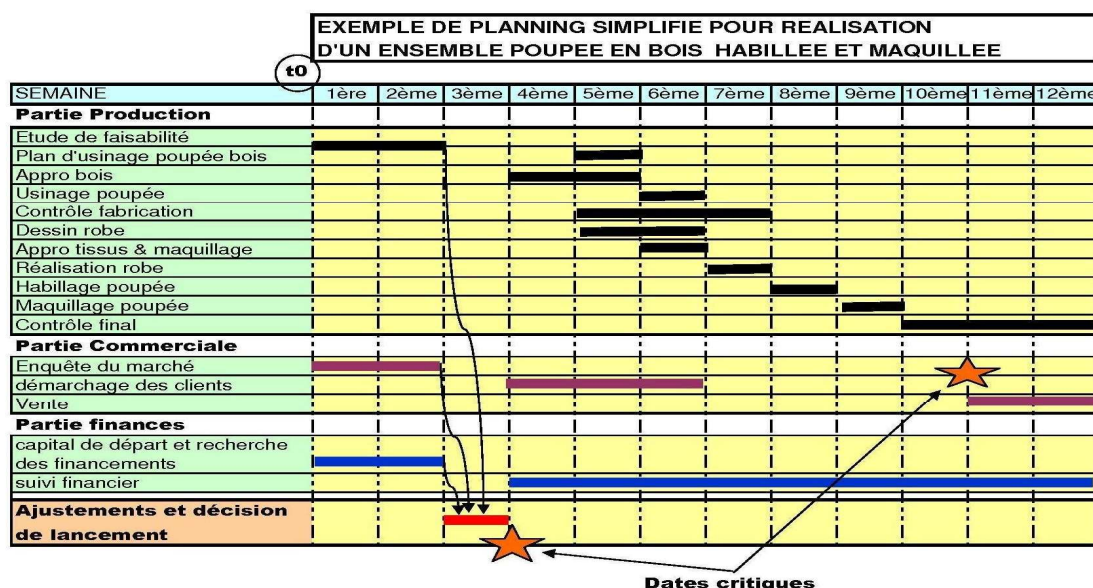 EXEMPLE DE PLANNING SIMPLIFIE POUR REALISATION
D'UN ENSEMBLE POUPEE EN BOIS HABILLEE ET MAQUILLEE
t0
SEMAINE 1ère 2ème 3ème 4ème 5ème 6ème 7ème 8ème 9ème 10ème 11ème 12ème
Partie Production
Etude de faisabilité
Plan d'usinage poupée bois
Appro bois
Usinage poupée
Contrôle fabrication
Dessin robe
Appro tissus & maquillage
Réalisation robe
Habillage poupée
Maquillage poupée
Contrôle final
Partie Commerciale
Enquête du marché
démarchage des clients
Vente
Partie finances
capital de départ et recherche
des financements
suivi financier
Ajustements et décision
de lancement
Dates critiques